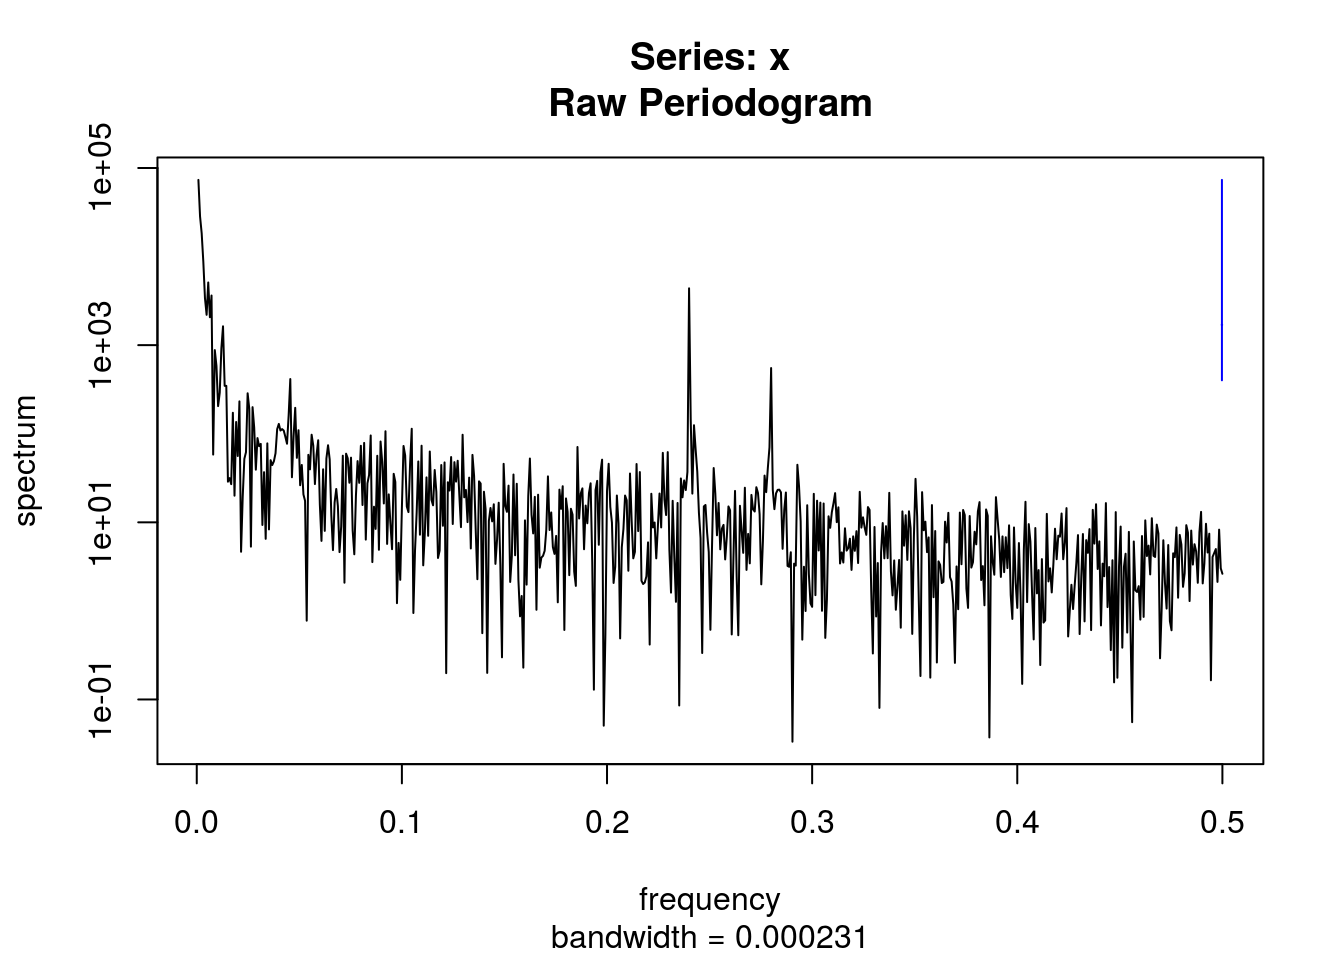 Series: x
Raw Periodogram
1e+05
1e+03
1e+01
1e-01
spectrum
0.0 0.1 0.2 0.3 0.4 0.5
frequency
bandwidth = 0.000231